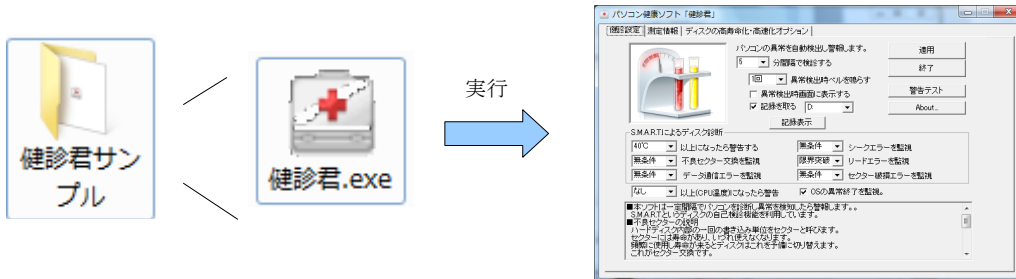 健診君サン
プル
健診君.exe
実行
パソコン健康ソフト「健診君」
健診設定 測定情報 ディスクの高寿命化・高速化オプション
パソコンの異常を自動検出し警報します。
5 分間隔で検診する
1回 異常検出時ベルを鳴らす
異常検出時画面に表示する
記録を取る D:
記録表示
適用
終了
警告テスト
About..
S.M.A.R.T.によるディスク診断
40℃ 以上になったら警告する 無条件 シークエラーを監視
無条件 不良セクター交換を監視 限界突破 リードエラーを監視
無条件 データ通信エラーを監視 無条件 セクター破損エラーを監視
なし 以上(CPU温度)になったら警告 OSの異常終了を監視。
■本ソフトは一定間隔でパソコンを診断し異常を検知したら警報します。。
S.M.A.R.Tというディスクの自己検診機能を利用しています。
■不良セクターの説明
ハードディスク内部の一回の書き込み単位をセクターと呼びます。
セクターには寿命があり、いづれ使えなくなります。
頻繁に使用し寿命が来るとディスクはこれを予備に切り替えます。
これがセクター交換です。